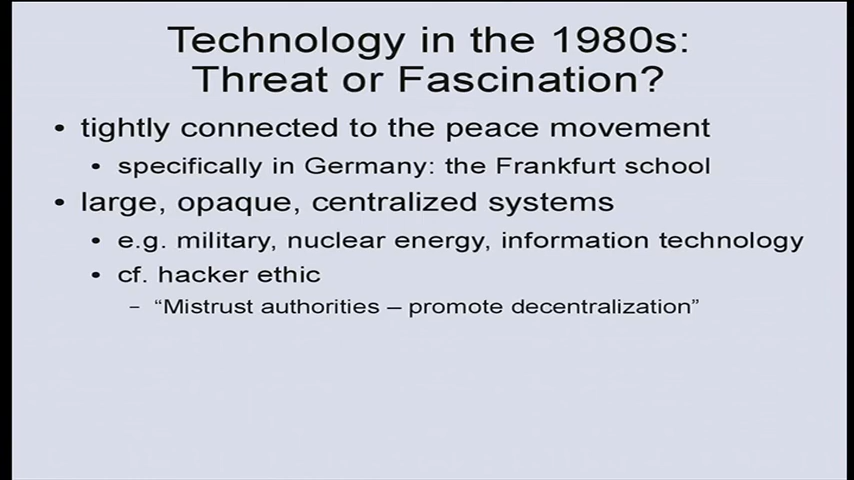 Technology in the 1980s:
Threat or Fascination?
• tightly connected to the peace movement
• specifically in Germany: the Frankfurt school
• large, opaque, centralized systems
• e.g. military, nuclear energy, information technology
• cf. hacker ethic
– “Mistrust authorities – promote decentralization”